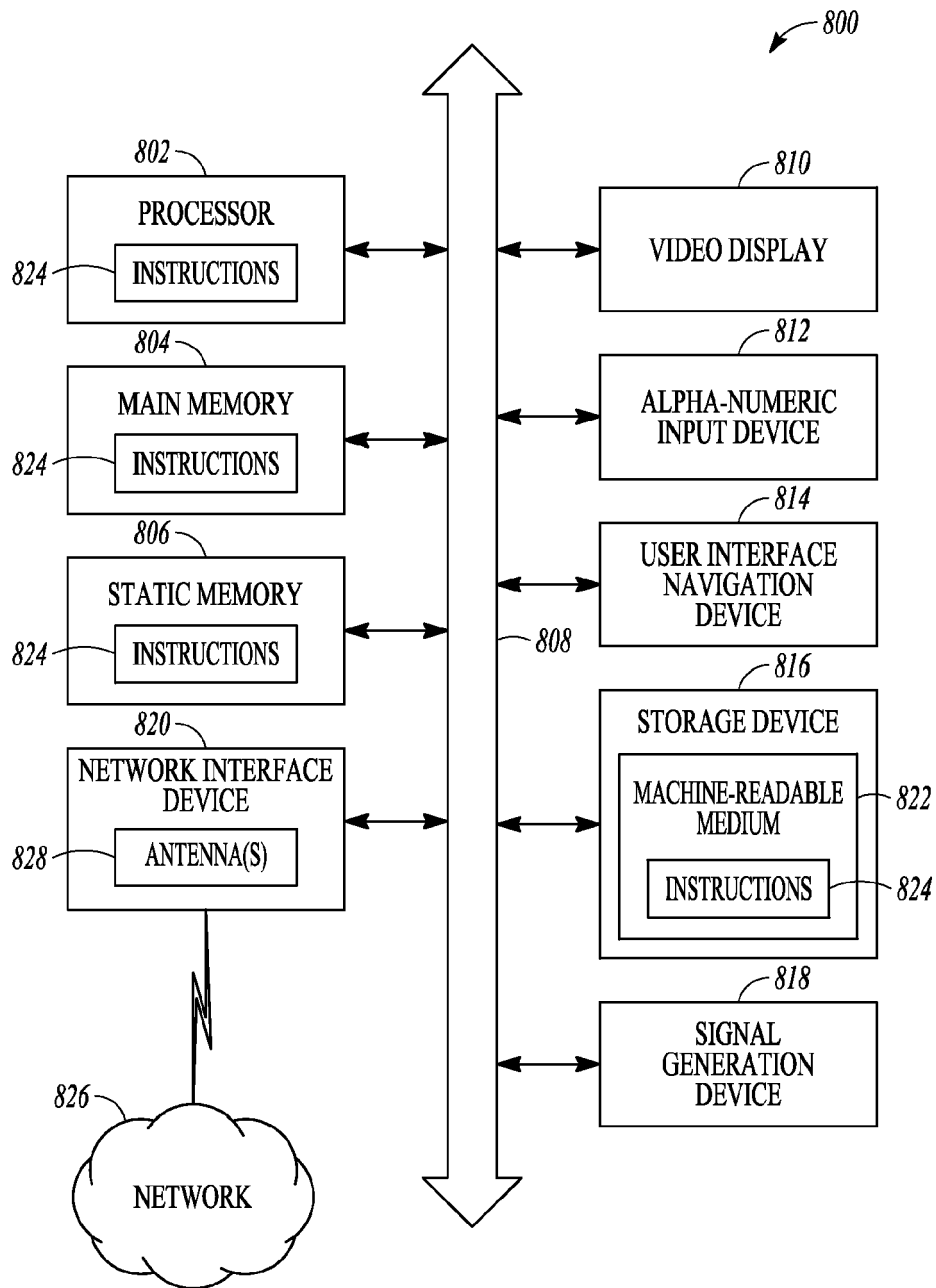 800
802
PROCESSOR
824
INSTRUCTIONS
804
MAIN MEMORY
824
INSTRUCTIONS
806
STATIC MEMORY
824
INSTRUCTIONS
820
NETWORK INTERFACE
DEVICE
828
ANTENNA(S)
826
NETWORK
808
810
VIDEO DISPLAY
812
ALPHA-NUMERIC
INPUT DEVICE
814
USER INTERFACE
NAVIGATION
DEVICE
816
STORAGE DEVICE
MACHINE-READABLE
MEDIUM
822
INSTRUCTIONS
824
818
SIGNAL
GENERATION
DEVICE